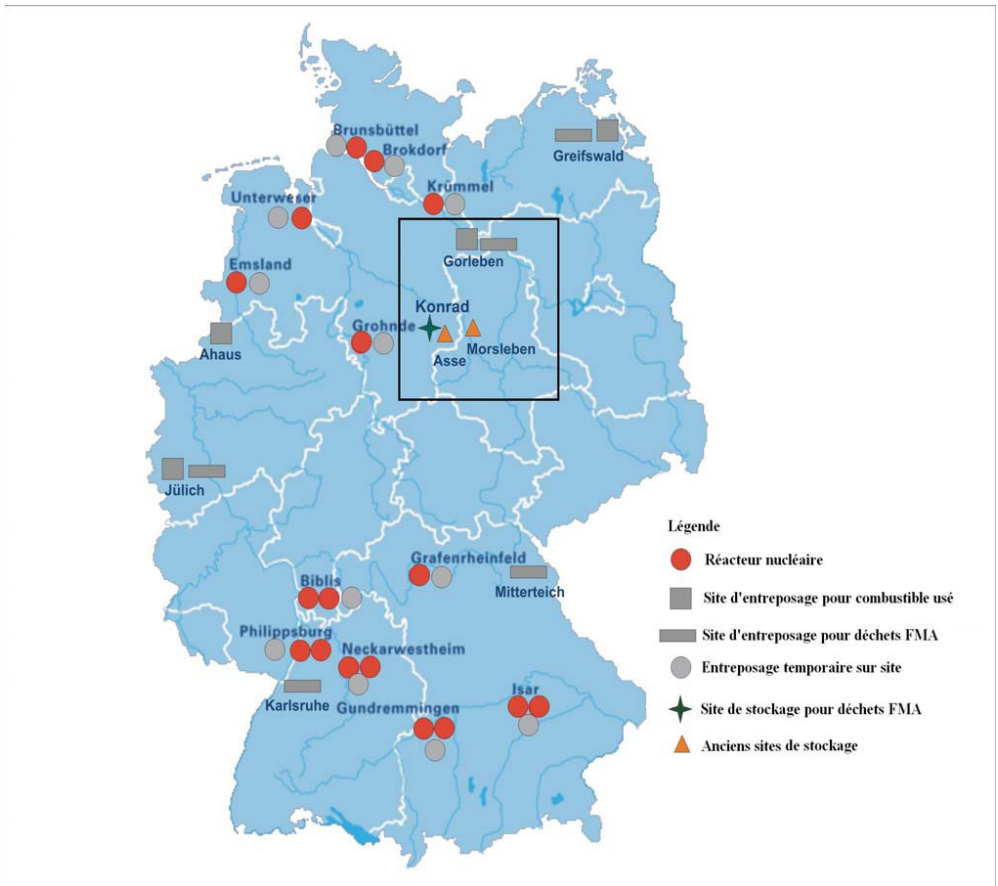 Brunsbüttel
Brokdorf
Greifswald
Krümmel
Unterweser
Gorleben
Emsland
Konrad
Grohnde
Ahaus
Asse
Morsleben
Jülich
Légende
Grafenrheinfeld
Réacteur nucléaire
Biblis
Mitterteich
Site d'entreposage pour combustible usé
Philippsburg
Site d'entreposage pour déchets FMA
Neckarwestheim
Entreposage temporaire sur site
Karlsruhe
Isar
Gundremmingen
Site de stockage pour déchets FMA
Anciens sites de stockage